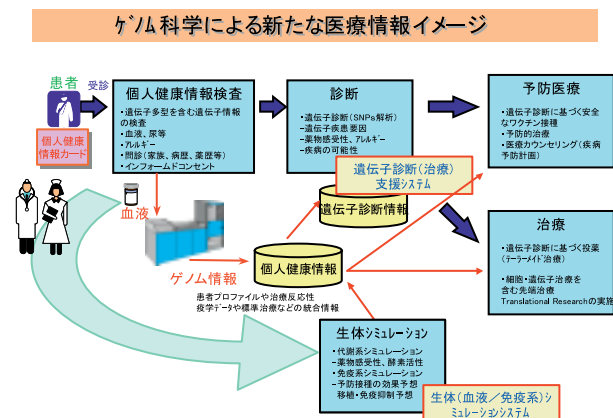 ゲノム科学による新たな医療情報イメージ
患者
受診
個人健康
情報カード
個人健康情報検査
・遺伝子多型を含む遺伝子情報
の検査
・血液、尿等
・アルギー
・問診(家族、病歴、薬歴等)
・インフォームドコンセント
診断
・遺伝子診断(SNPs解析)
・遺伝子疾患要因
−薬物感受性、アレルギー
−疾病の可能性
予防医療
・遺伝子診断に基づく安全
なワクチン接種
・予防的治療
・医療カウンセリング(疾病
予防計画)
遺伝子診断(治療)
支援システム
遺伝子診断情報
血液
ゲノム情報
個人健康情報
患者プロファイルや治療反応性
疫学データや標準治療などの統合情報
治療
・遺伝子診断に基づく投薬
(テーラーメイド治療)
・細胞・遺伝子治療を
含む先端治療
Translational Researchの実施
生体シミュレーション
・代謝系シミュレーション
−薬物感受性、酵素活性
・免疫系シミュレーション
−予防接種の効果予想
移植・免疫抑制予想
生体(血液/免疫系)シ
ミュレーションシステム